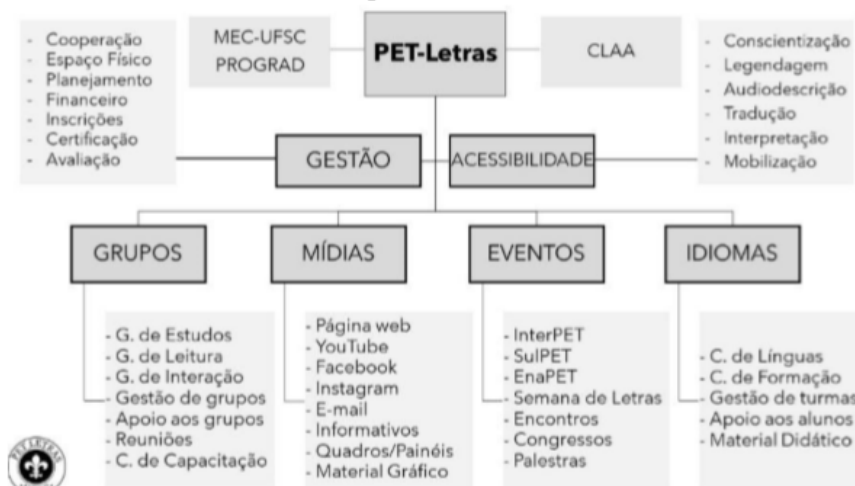 PET-Letras
MEC-UFSC
PROGRAD
CLAA
- Cooperação
- Espaço Físico
- Planejamento
- Financeiro
- Inscrições
- Certificação
- Avaliação
- Conscientização
- Legendagem
- Audiodescrição
- Tradução
- Interpretação
- Mobilização
GESTÃO
ACESSIBILIDADE
GRUPOS
- G. de Estudos
- G. de Leitura
- G. de Interação
- Gestão de grupos
- Apoio aos grupos
- Reuniões
- C. de Capacitação
MÍDIAS
- Página web
- YouTube
- Facebook
- Instagram
- E-mail
- Informativos
- Quadros/Painéis
- Material Gráfico
EVENTOS
- InterPET
- SulPET
- EnaPET
- Semana de Letras
- Encontros
- Congressos
- Palestras
IDIOMAS
- C. de Línguas
- C. de Formação
- Gestão de turmas
- Apoio aos alunos
- Material Didático
PET LETRAS